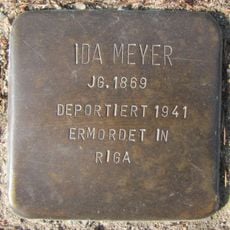 IDA MEYER
JG. 1869
DEPORTIERT 1941
ERMORDET IN
RIGA